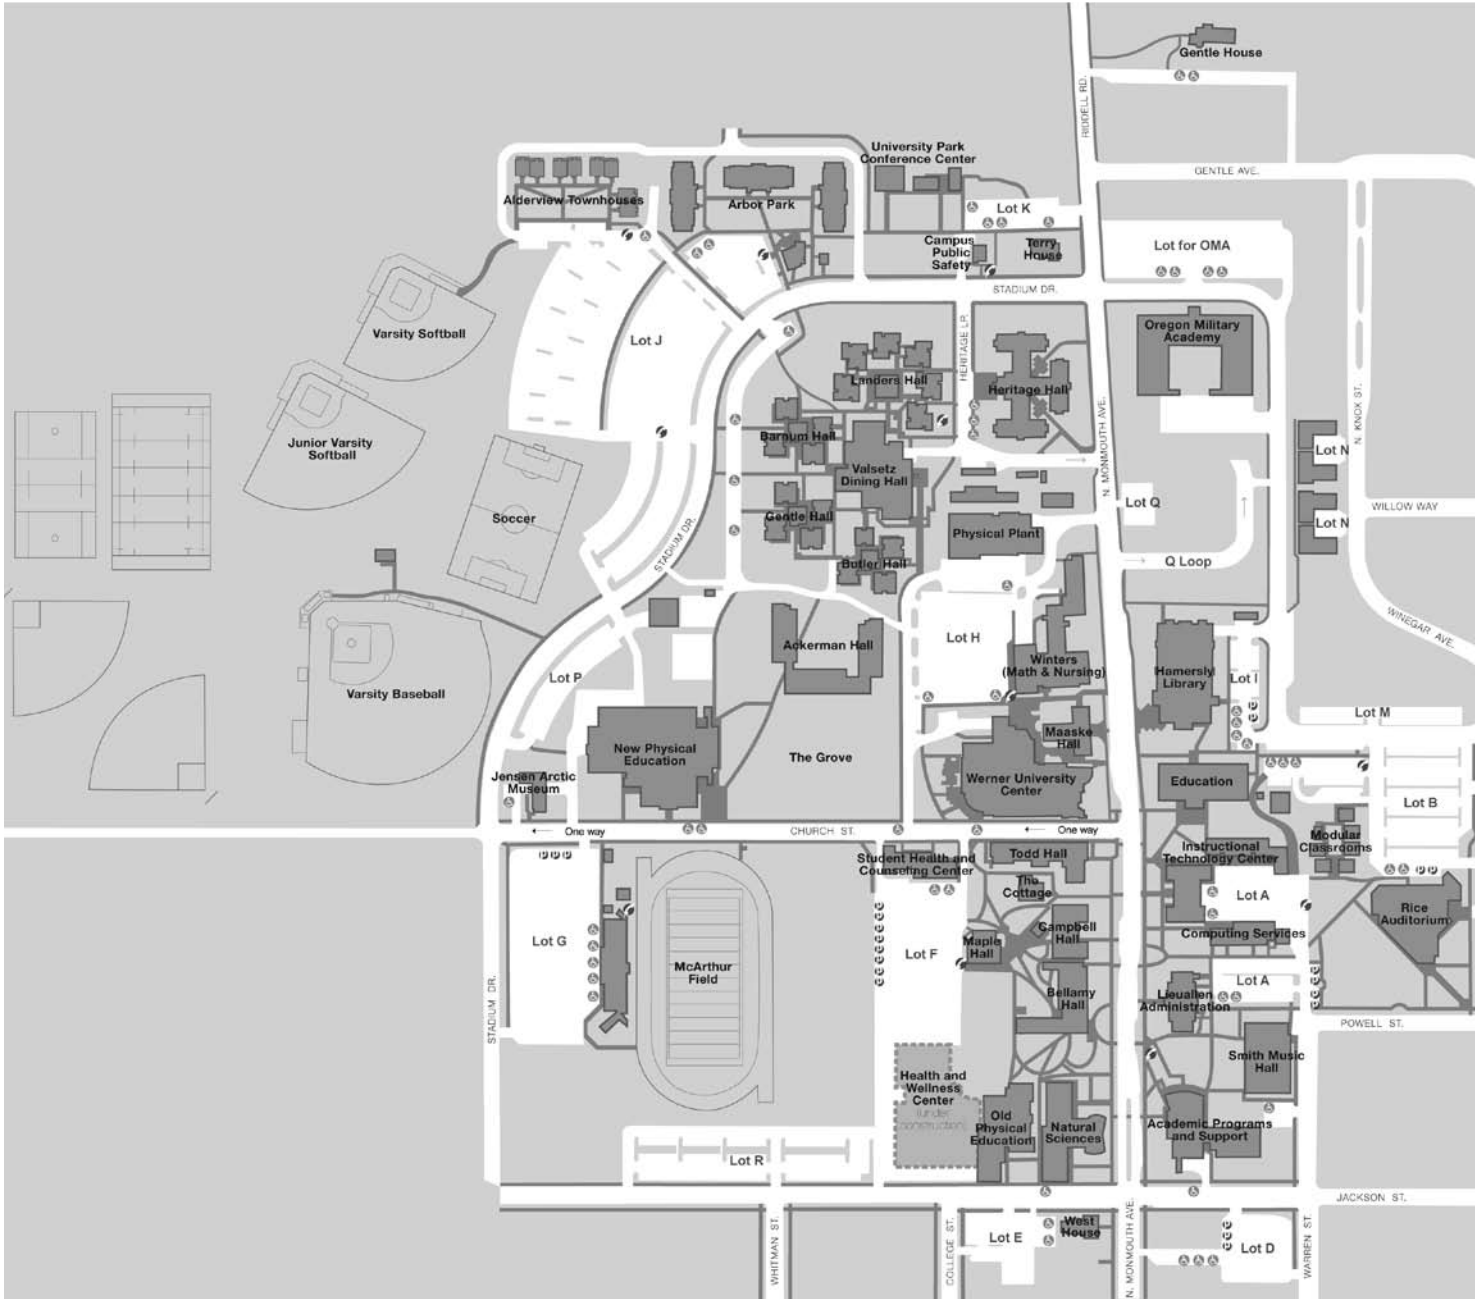 Gentle House
RIDDELL RD.
University Park
Conference Center
GENTLE AVE.
Alderview Townhouses
Arbor Park
Lot K
Campus
Public
Safety
Terry
House
Lot for OMA
STADIUM DR.
Varsity Softball
Lot J
HERITAGE LP.
Oregon Military
Academy
Landers Hall
Heritage Hall
N. KNOX ST.
Junior Varsity
Softball
Barnum Hall
N. MONMOUTH AVE.
Lot N
Valsetz
Dining Hall
Soccer
Gentle Hall
Lot Q
WILLOW WAY
Lot N
STADIUM DR.
Physical Plant
Butler Hall
Q Loop
WINEGAR AVE.
Ackerman Hall
Lot H
Winters
(Math & Nursing)
Hamersly
Library
Lot I
Lot P
Varsity Baseball
Lot M
New Physical
Education
The Grove
Maaske
Hall
Jensen Arctic
Museum
Werner University
Center
Education
Lot B
One way
CHURCH ST.
One way
Modular
Classrooms
Student Health and
Counseling Center
Todd Hall
Instructional
Technology Center
The
Cottage
Lot A
Rice
Auditorium
Lot G
McArthur
Field
Lot F
Maple
Hall
Campbell
Hall
Computing Services
Lot A
Bellamy
Hall
Lieuallen
Administration
STADIUM DR.
POWELL ST.
Smith Music
Hall
Health and
Wellness
Center
(under
construction)
Old
Physical
Education
Natural
Sciences
Academic Programs
and Support
Lot R
JACKSON ST.
WHITMAN ST.
COLLEGE ST.
Lot E
West
House
N. MONMOUTH AVE.
Lot D
WARREN ST.